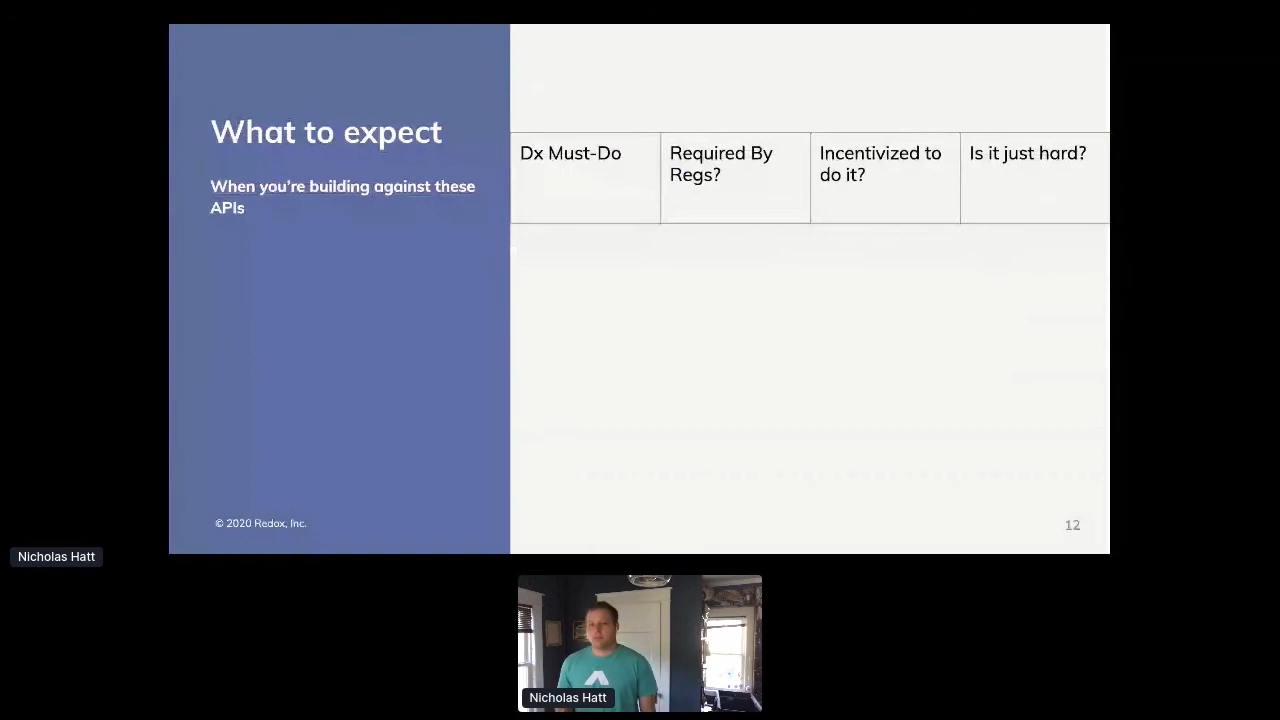 What to expect
When you're building against these
APIs
Dx Must-Do
Required By
Regs?
Incentivized to
do it?
Is it just hard?
© 2020 Redox, Inc.
12
Nicholas Hatt
Nicholas Hatt